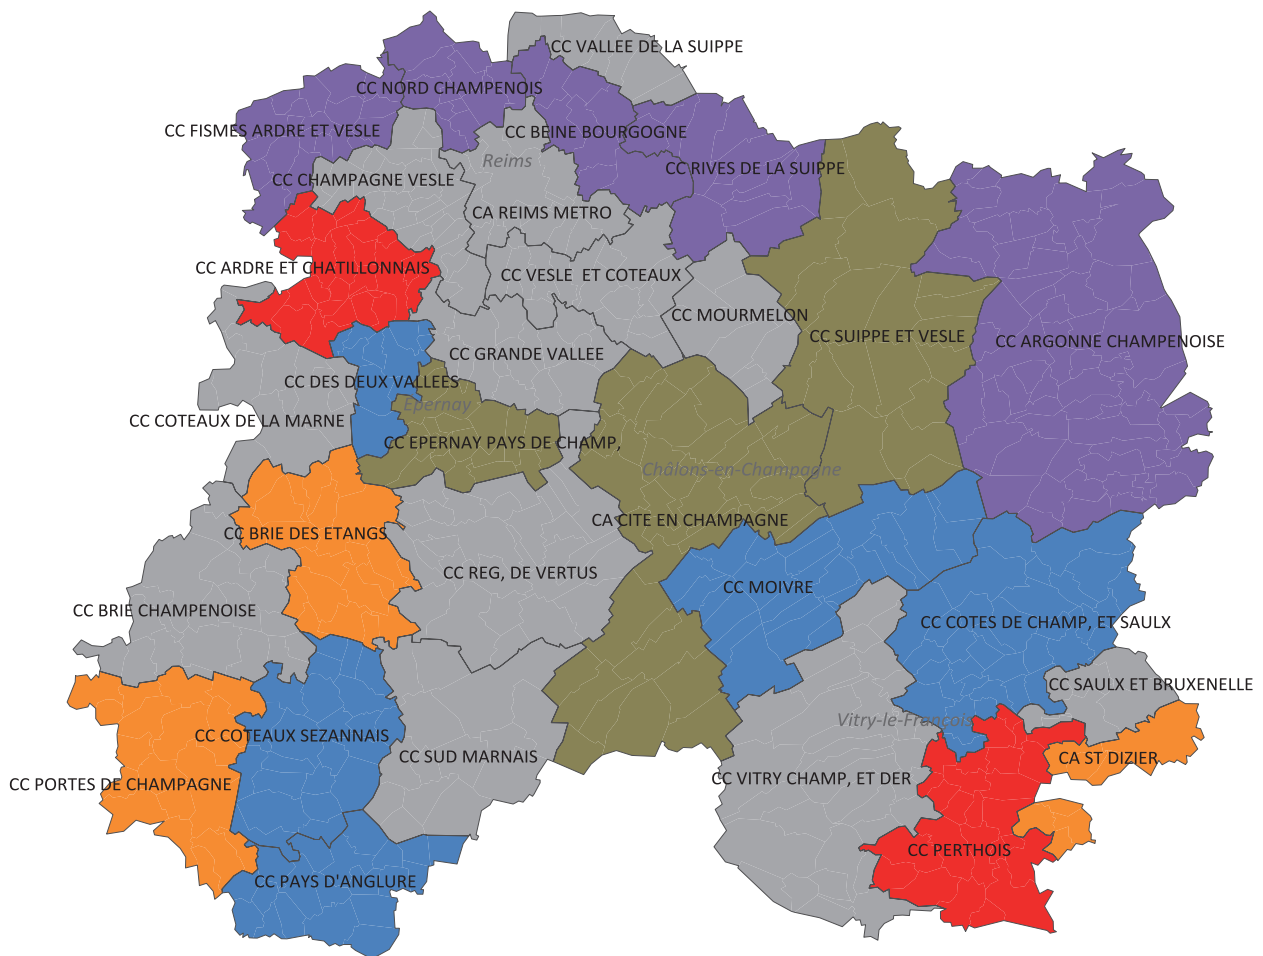 CC VALLEE DE LA SUIPPE
CC NORD CHAMPENOIS
CC FISMES ARDRE ET VESLE
CC BEINE BOURGOGNE
Reims
CC RIVES DE LA SUIPPE
CC CHAMPAGNE VESLE
CA REIMS METRO
CC ARDRE ET CHATILLONNAIS
CC VESLE  ET COTEAUX
CC MOURMELON
CC SUIPPE ET VESLE
CC ARGONNE CHAMPENOISE
CC GRANDE VALLEE
CC DES DEUX VALLEES
Epernay
CC COTEAUX DE LA MARNE
CC EPERNAY PAYS DE CHAMP,
Châlons-en-Champagne
CA CITE EN CHAMPAGNE
CC BRIE DES ETANGS
CC REG, DE VERTUS
CC MOIVRE
CC BRIE CHAMPENOISE
CC COTES DE CHAMP, ET SAULX
CC SAULX ET BRUXENELLE
Vitry-le-François
CC COTEAUX SEZANNAIS
CC SUD MARNAIS
CA ST DIZIER
CC VITRY CHAMP, ET DER
CC PORTES DE CHAMPAGNE
CC PERTHOIS
CC PAYS D'ANGLURE